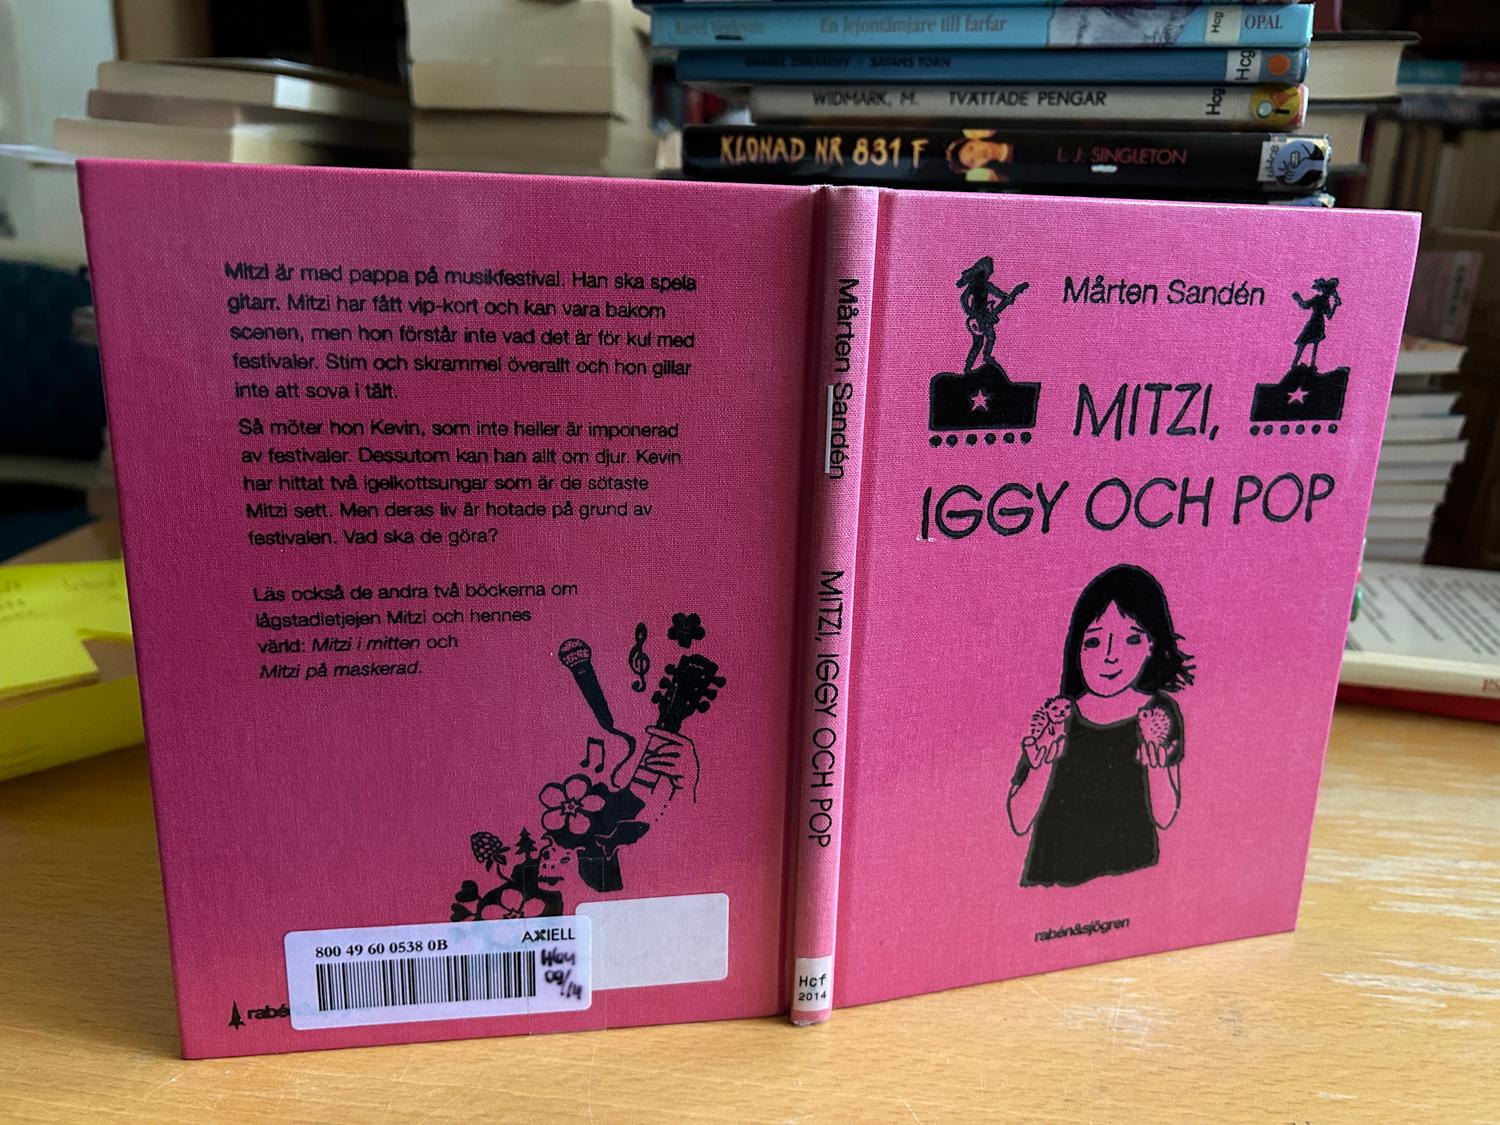 Karel Verleyen En lejontämjare till farfar Hcg OPAL
DANIEL ZIMAKOFF - SATANS TORN Hcg
WIDMARK, M. TVÄTTADE PENGAR Hcg
KLONAD NR 831 F L. J. SINGLETON
Mitzi är med pappa på musikfestival. Han ska spela
gitarr. Mitzi har fått vip-kort och kan vara bakom
scenen, men hon förstår inte vad det är för kul med
festivaler. Stim och skrammel överallt och hon gillar
inte att sova i tält.
Så möter hon Kevin, som inte heller är imponerad
av festivaler. Dessutom kan han allt om djur. Kevin
har hittat två igelkottsungar som är de sötaste
Mitzi sett. Men deras liv är hotade på grund av
festivalen. Vad ska de göra?
Läs också de andra två böckerna om
lågstadietjejen Mitzi och hennes
värld: Mitzi i mitten och
Mitzi på maskerad.
800 49 60 0538 0B
AXIELL
rabé
Mårten Sandén MITZI, IGGY OCH POP
Hcf
2014
Mårten Sandén
MITZI,
IGGY OCH POP
rabén&sjögren